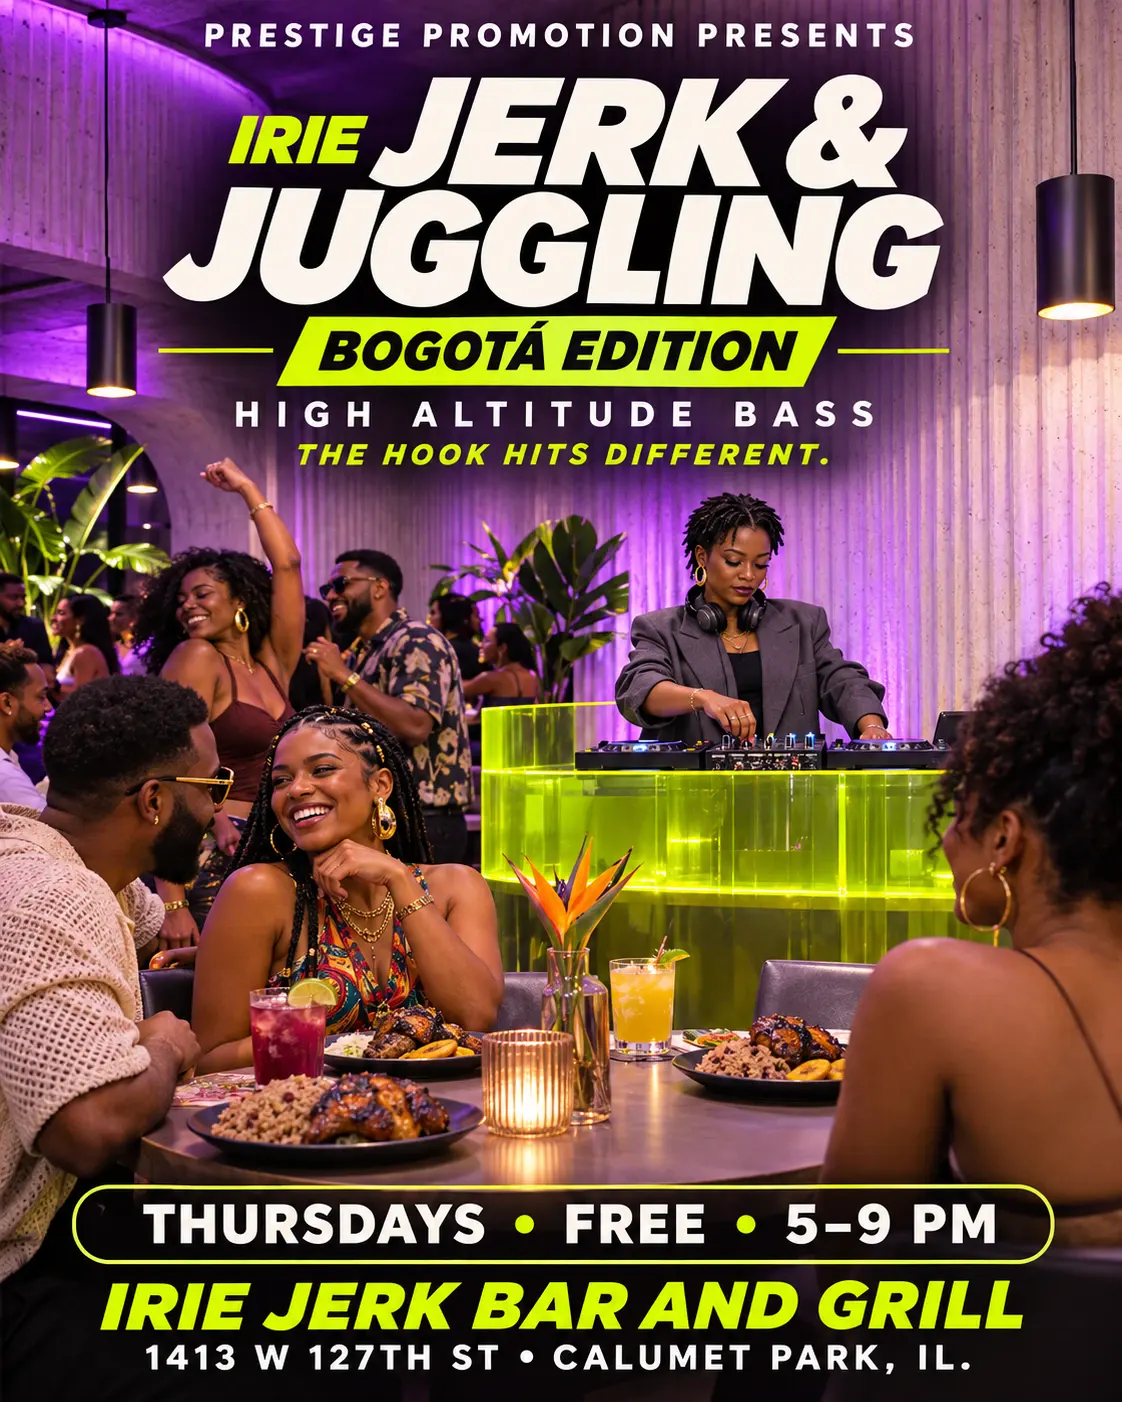 PRESTIGE PROMOTION PRESENTS
IRIE JERK &
JUGGLING
BOGOTÁ EDITION
HIGH ALTITUDE BASS
THE HOOK HITS DIFFERENT.
THURSDAYS • FREE • 5–9 PM
IRIE JERK BAR AND GRILL
1413 W 127TH ST • CALUMET PARK, IL.